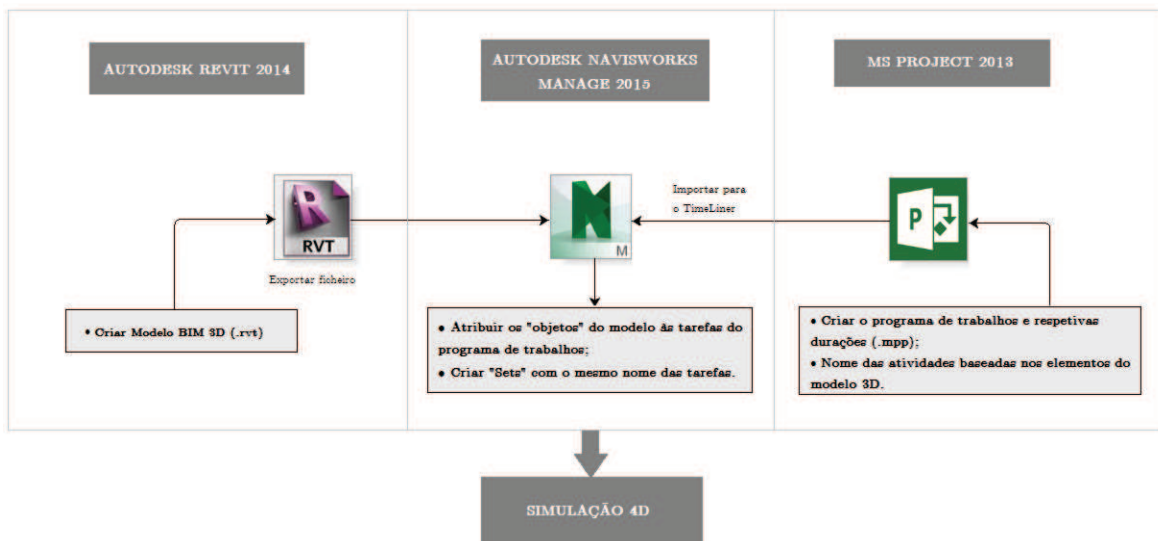 AUTODESK REVIT 2014
AUTODESK NAVISWORKS
MANAGE 2015
MS PROJECT 2013
RVT
Exportar ficheiro
• Criar Modelo BIM 3D (.rvt)
M
Importar para
o TimeLiner
• Atribuir os "objetos" do modelo às tarefas do
programa de trabalhos;
• Criar "Sets" com o mesmo nome das tarefas.
P
• Criar o programa de trabalhos e respetivas
durações (.mpp);
• Nome das atividades baseadas nos elementos do
modelo 3D.
SIMULAÇÃO 4D